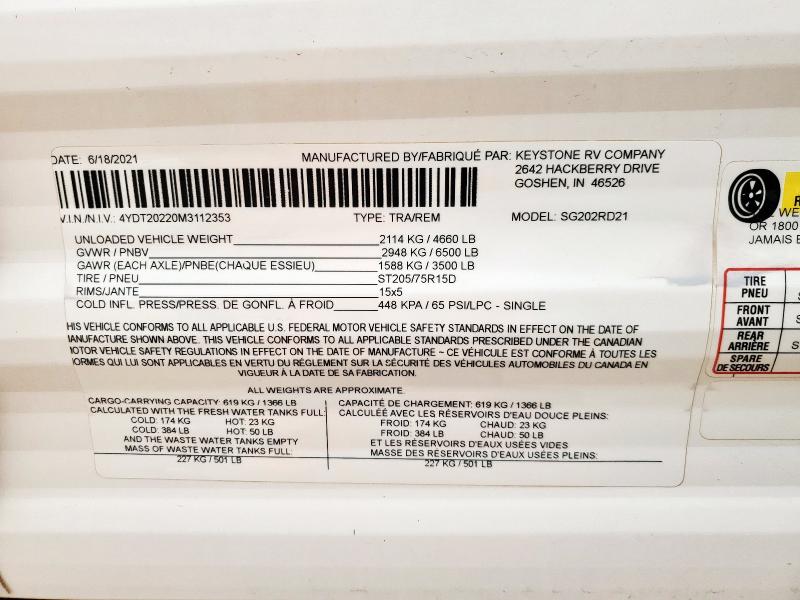 DATE: 6/18/2021
MANUFACTURED BY/FABRIQUÉ PAR: KEYSTONE RV COMPANY
2642 HACKBERRY DRIVE
GOSHEN, IN 46526
V.I.N./N.I.V.: 4YDT20220M3112353 TYPE: TRA/REM MODEL: SG202RD21
UNLOADED VEHICLE WEIGHT 2114 KG / 4660 LB
GVWR / PNBV 2948 KG / 6500 LB
GAWR (EACH AXLE)/PNBE(CHAQUE ESSIEU) 1588 KG / 3500 LB
TIRE / PNEU ST205/75R15D
RIMS/JANTE 15x5
COLD INFL. PRESS/PRESS. DE GONFL. À FROID 448 KPA / 65 PSI/LPC - SINGLE
HIS VEHICLE CONFORMS TO ALL APPLICABLE U.S. FEDERAL MOTOR VEHICLE SAFETY STANDARDS IN EFFECT ON THE DATE OF
MANUFACTURE SHOWN ABOVE. THIS VEHICLE CONFORMS TO ALL APPLICABLE STANDARDS PRESCRIBED UNDER THE CANADIAN
MOTOR VEHICLE SAFETY REGULATIONS IN EFFECT ON THE DATE OF MANUFACTURE ~ CE VÉHICULE EST CONFORME À TOUTES LES
NORMES QUI LUI SONT APPLICABLES EN VERTU DU RÉGLEMENT SUR LA SÉCURITÉ DES VÉHICULES AUTOMOBILES DU CANADA EN
VIGUEUR À LA DATE DE SA FABRICATION.
ALL WEIGHTS ARE APPROXIMATE.
CARGO-CARRYING CAPACITY: 619 KG / 1366 LB
CALCULATED WITH THE FRESH WATER TANKS FULL:
COLD: 174 KG HOT: 23 KG
COLD: 384 LB HOT: 50 LB
AND THE WASTE WATER TANKS EMPTY
MASS OF WASTE WATER TANKS FULL:
227 KG / 501 LB
CAPACITÉ DE CHARGEMENT: 619 KG / 1366 LB
CALCULÉE AVEC LES RÉSERVOIRS D'EAU DOUCE PLEINS:
FROID: 174 KG CHAUD: 23 KG
FROID: 384 LB CHAUD: 50 LB
ET LES RÉSERVOIRS D'EAUX USÉES VIDES
MASSE DES RÉSERVOIRS D'EAUX USÉES PLEINS:
227 KG / 501 LB
OR 1800
JAMAIS E
TIRE
PNEU
FRONT
AVANT
REAR
ARRIÈRE
SPARE
DE SECOURS